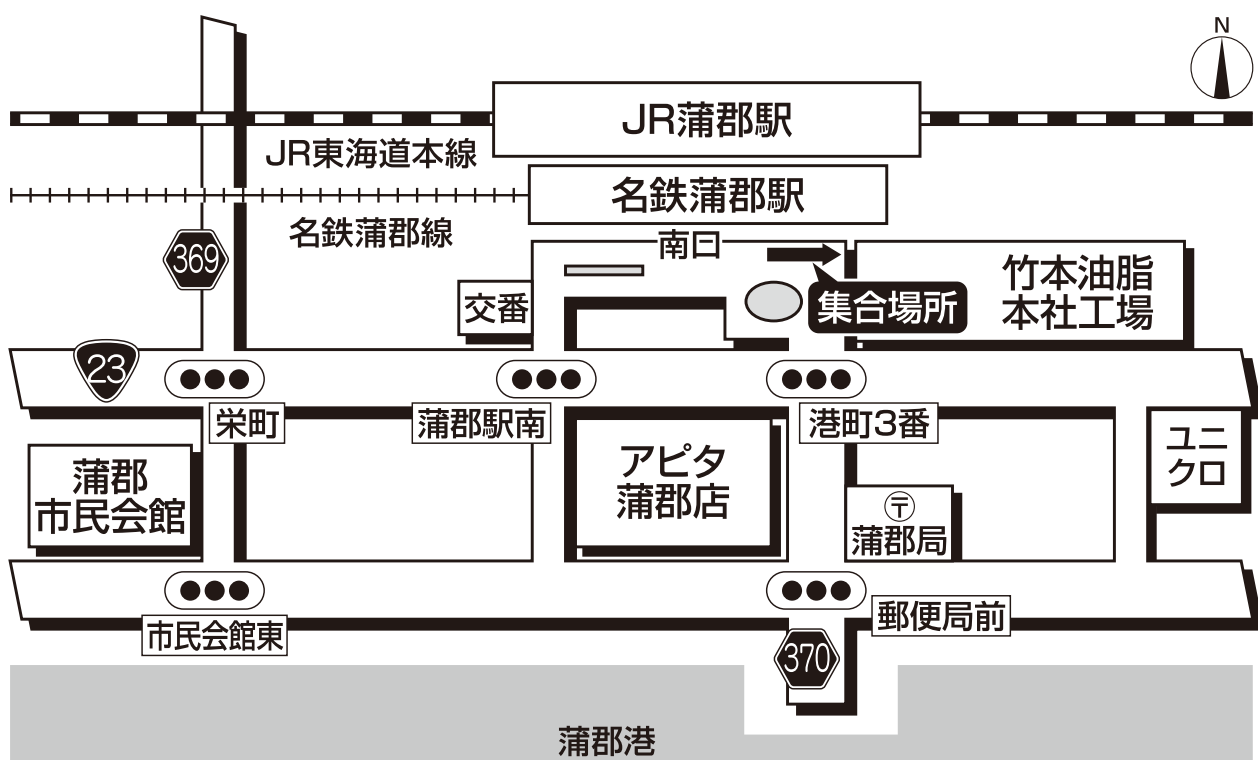 N
JR蒲郡駅
JR東海道本線
名鉄蒲郡駅
名鉄蒲郡線
南口
369
竹本油脂
本社工場
交番
集合場所
23
栄町
蒲郡駅南
港町3番
ユニ
クロ
アピタ
蒲郡店
蒲郡
市民会館
〒
蒲郡局
市民会館東
郵便局前
370
蒲郡港